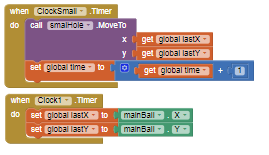 when ClockSmall .Timer
do call smalHole .MoveTo
x get global lastX
y get global lastY
set global time to get global time + 1
when Clock1 .Timer
do set global lastX to mainBall . X
set global lastY to mainBall . Y